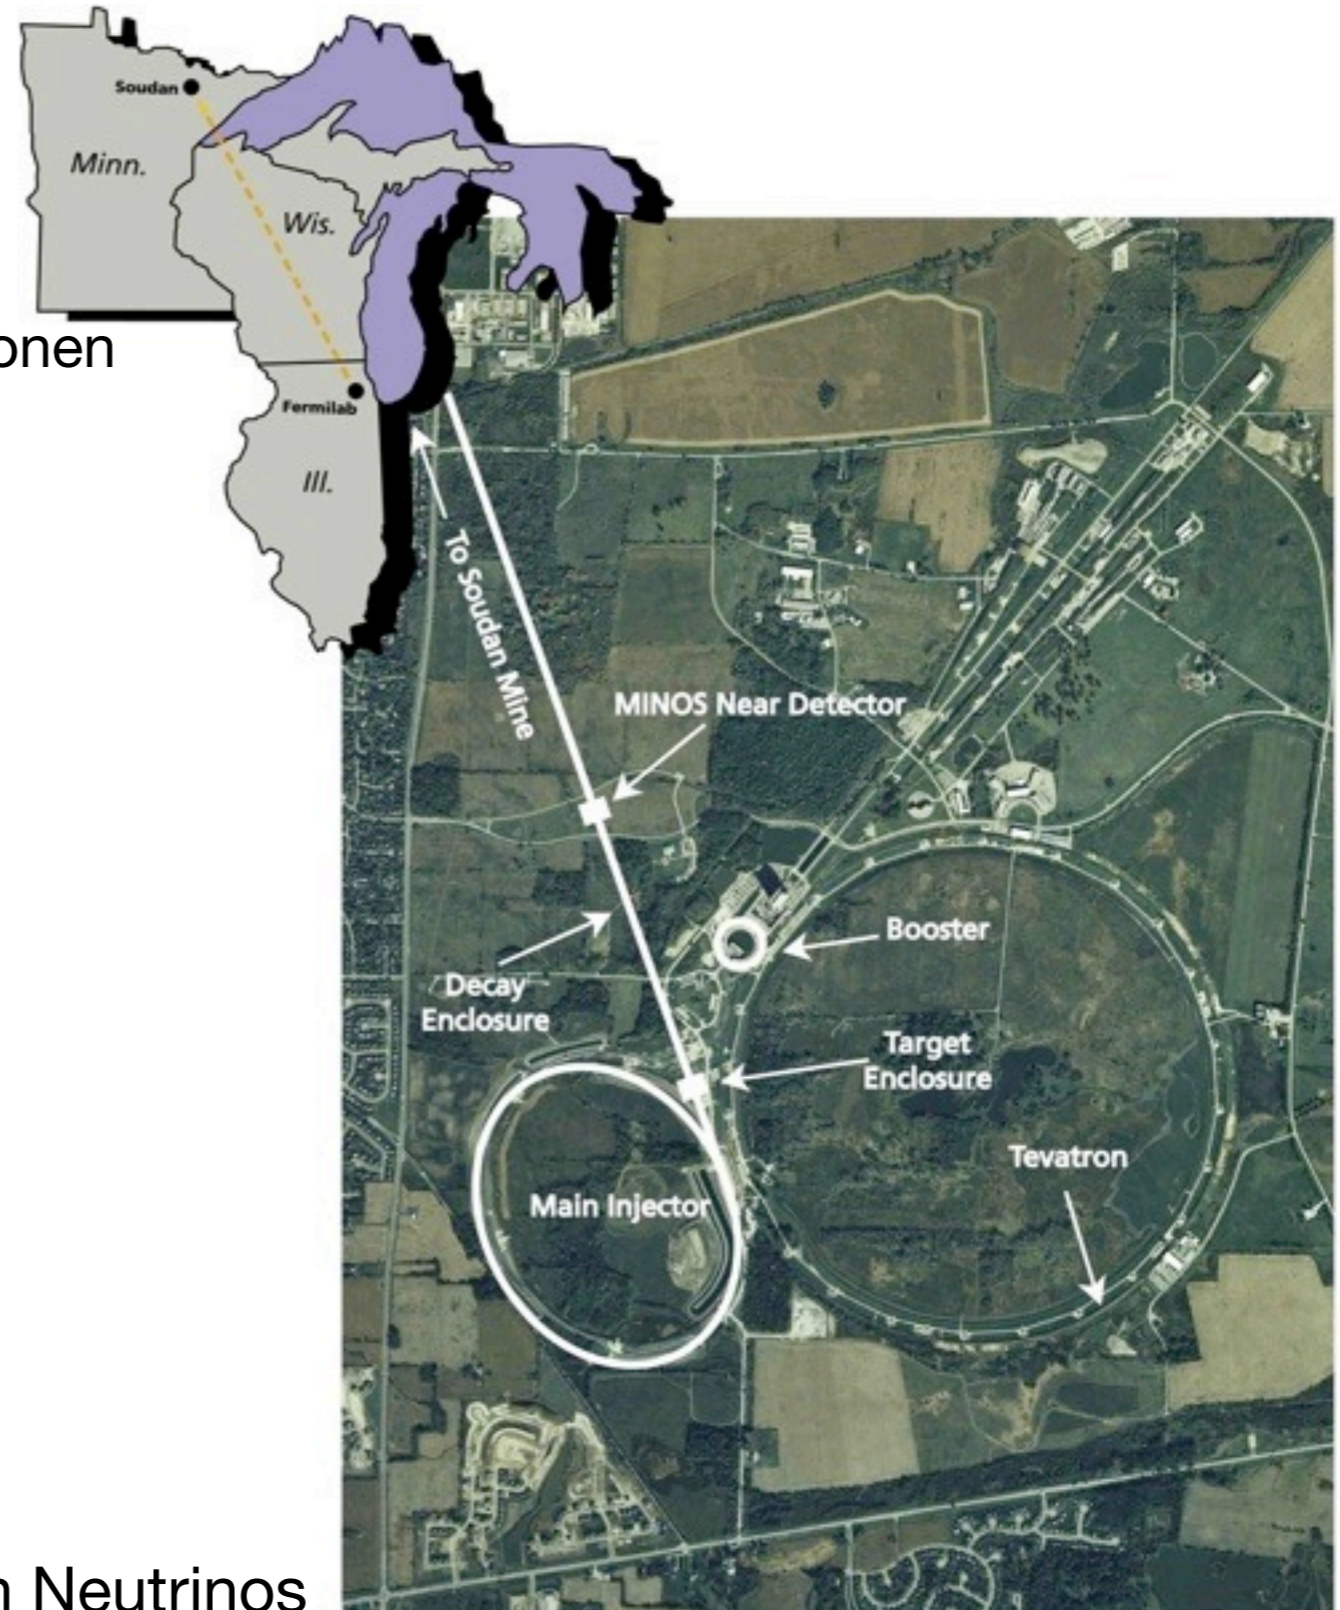 Soudan
Minn.
Wis.
onen
Fermilab
Ill.
To Soudan Mine
MINOS Near Detector
Booster
Decay
Enclosure
Target
Enclosure
Tevatron
Main Injector
n Neutrinos